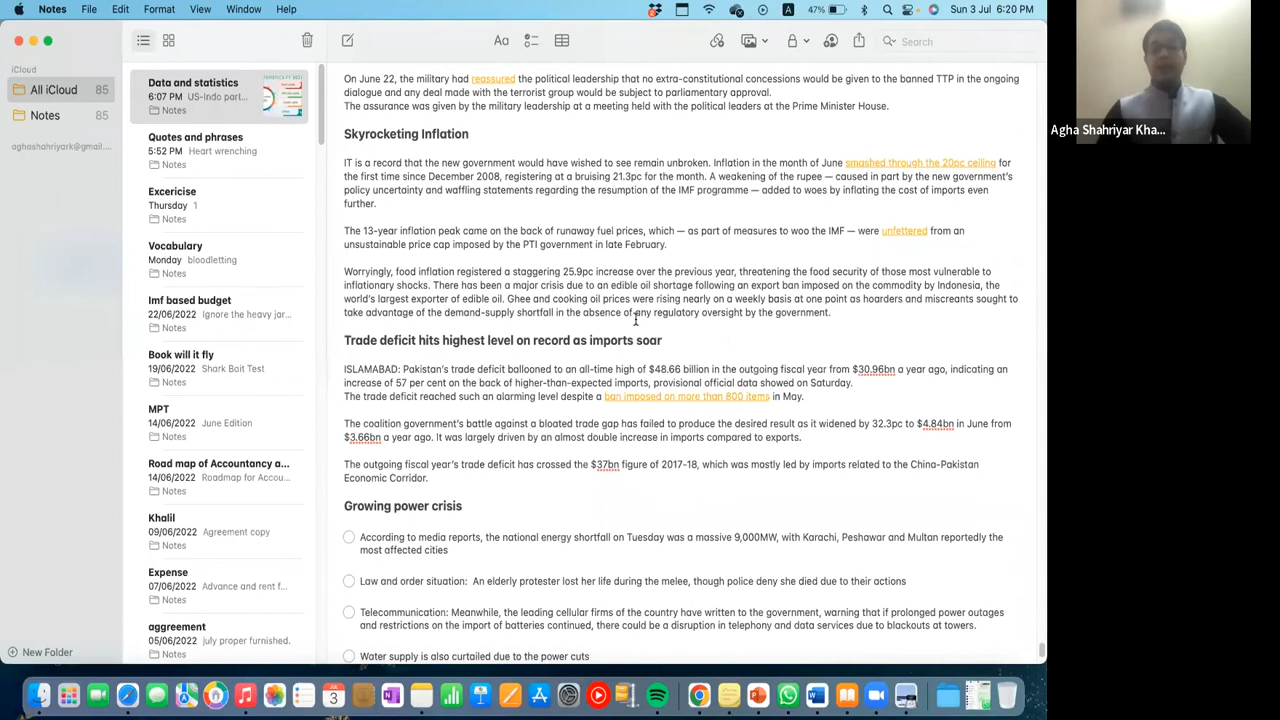 Notes File Edit Format View Window Help
47% Sun 3 Jul 6:20 PM
Aa
Search
iCloud
All iCloud 85
Notes 85
aghashahriyark@gmail....
New Folder
Data and statistics
6:07 PM US-Indo part...
Notes
Quotes and phrases
5:52 PM Heart wrenching
Notes
Excericise
Thursday 1
Notes
Vocabulary
Monday bloodletting
Notes
Imf based budget
22/06/2022 Ignore the heavy jar...
Notes
Book will it fly
19/06/2022 Shark Bait Test
Notes
MPT
14/06/2022 June Edition
Notes
Road map of Accountancy a...
14/06/2022 Roadmap for Accou...
Notes
Khalil
09/06/2022 Agreement copy
Notes
Expense
07/06/2022 Advance and rent f...
Notes
aggreement
05/06/2022 july proper furnished.
Notes
On June 22, the military had reassured the political leadership that no extra-constitutional concessions would be given to the banned TTP in the ongoing
dialogue and any deal made with the terrorist group would be subject to parliamentary approval.
The assurance was given by the military leadership at a meeting held with the political leaders at the Prime Minister House.
Skyrocketing Inflation
IT is a record that the new government would have wished to see remain unbroken. Inflation in the month of June smashed through the 20pc ceiling for
the first time since December 2008, registering at a bruising 21.3pc for the month. A weakening of the rupee — caused in part by the new government's
policy uncertainty and waffling statements regarding the resumption of the IMF programme — added to woes by inflating the cost of imports even
further.
The 13-year inflation peak came on the back of runaway fuel prices, which — as part of measures to woo the IMF — were unfettered from an
unsustainable price cap imposed by the PTI government in late February.
Worryingly, food inflation registered a staggering 25.9pc increase over the previous year, threatening the food security of those most vulnerable to
inflationary shocks. There has been a major crisis due to an edible oil shortage following an export ban imposed on the commodity by Indonesia, the
world's largest exporter of edible oil. Ghee and cooking oil prices were rising nearly on a weekly basis at one point as hoarders and miscreants sought to
take advantage of the demand-supply shortfall in the absence of any regulatory oversight by the government.
Trade deficit hits highest level on record as imports soar
ISLAMABAD: Pakistan's trade deficit ballooned to an all-time high of $48.66 billion in the outgoing fiscal year from $30.96bn a year ago, indicating an
increase of 57 per cent on the back of higher-than-expected imports, provisional official data showed on Saturday.
The trade deficit reached such an alarming level despite a ban imposed on more than 800 items in May.
The coalition government's battle against a bloated trade gap has failed to produce the desired result as it widened by 32.3pc to $4.84bn in June from
$3.66bn a year ago. It was largely driven by an almost double increase in imports compared to exports.
The outgoing fiscal year's trade deficit has crossed the $37bn figure of 2017-18, which was mostly led by imports related to the China-Pakistan
Economic Corridor.
Growing power crisis
According to media reports, the national energy shortfall on Tuesday was a massive 9,000MW, with Karachi, Peshawar and Multan reportedly the
most affected cities
Law and order situation: An elderly protester lost her life during the melee, though police deny she died due to their actions
Telecommunication: Meanwhile, the leading cellular firms of the country have written to the government, warning that if prolonged power outages
and restrictions on the import of batteries continued, there could be a disruption in telephony and data services due to blackouts at towers.
Water supply is also curtailed due to the power cuts
Agha Shahriyar Kha...